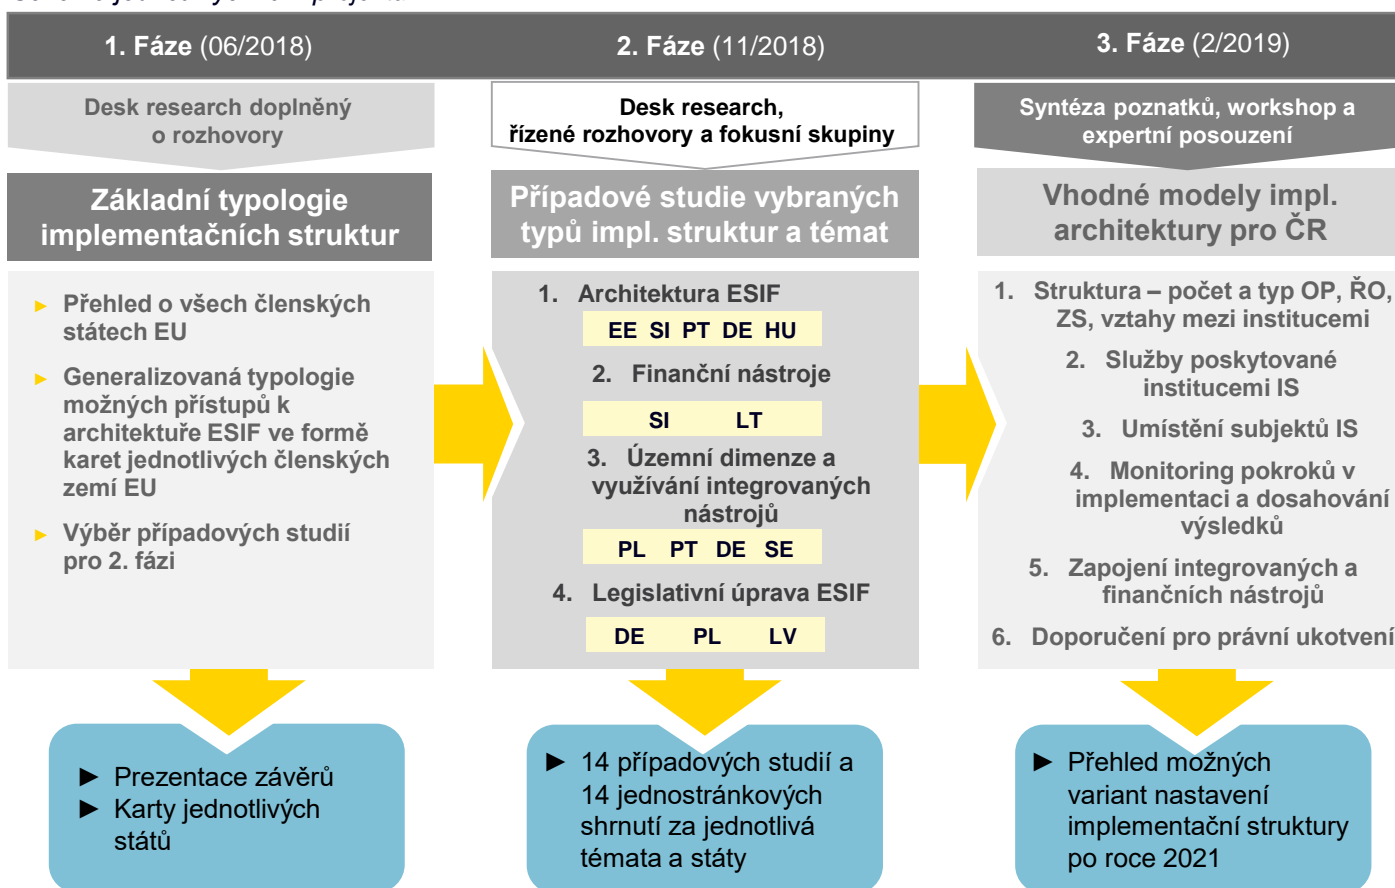 1. Fáze (06/2018)
2. Fáze (11/2018)
3. Fáze (2/2019)
Desk research doplněný
o rozhovory
Desk research,
řízené rozhovory a fokusní skupiny
Syntéza poznatků, workshop a
expertní posouzení
Základní typologie
implementačních struktur
Případové studie vybraných
typů impl. struktur a témat
Vhodné modely impl.
architektury pro ČR
► Přehled o všech členských
státech EU
► Generalizovaná typologie
možných přístupů k
architektuře ESIF ve formě
karet jednotlivých členských
zemí EU
► Výběr případových studií
pro 2. fázi
1. Architektura ESIF
EE SI PT DE HU
2. Finanční nástroje
SI LT
3. Územní dimenze a
využívání integrovaných
nástrojů
PL PT DE SE
4. Legislativní úprava ESIF
DE PL LV
1. Struktura – počet a typ OP, ŘO,
ZS, vztahy mezi institucemi
2. Služby poskytované
institucemi IS
3. Umístění subjektů IS
4. Monitoring pokroků v
implementaci a dosahování
výsledků
5. Zapojení integrovaných a
finančních nástrojů
6. Doporučení pro právní ukotvení
► Prezentace závěrů
► Karty jednotlivých
států
► 14 případových studií a
14 jednostránkových
shrnutí za jednotlivá
témata a státy
► Přehled možných
variant nastavení
implementační struktury
po roce 2021